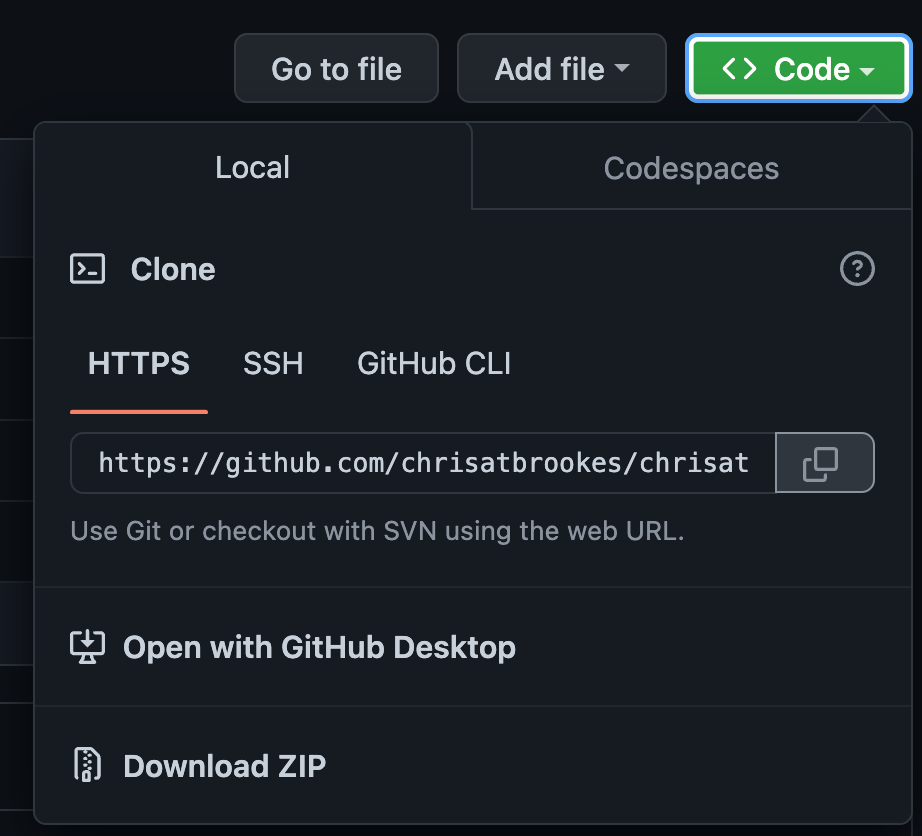 Go to file Add file <> Code
Local Codespaces
Clone
HTTPS SSH GitHub CLI
https://github.com/chrisatbrookes/chrisat
Use Git or checkout with SVN using the web URL.
Open with GitHub Desktop
Download ZIP